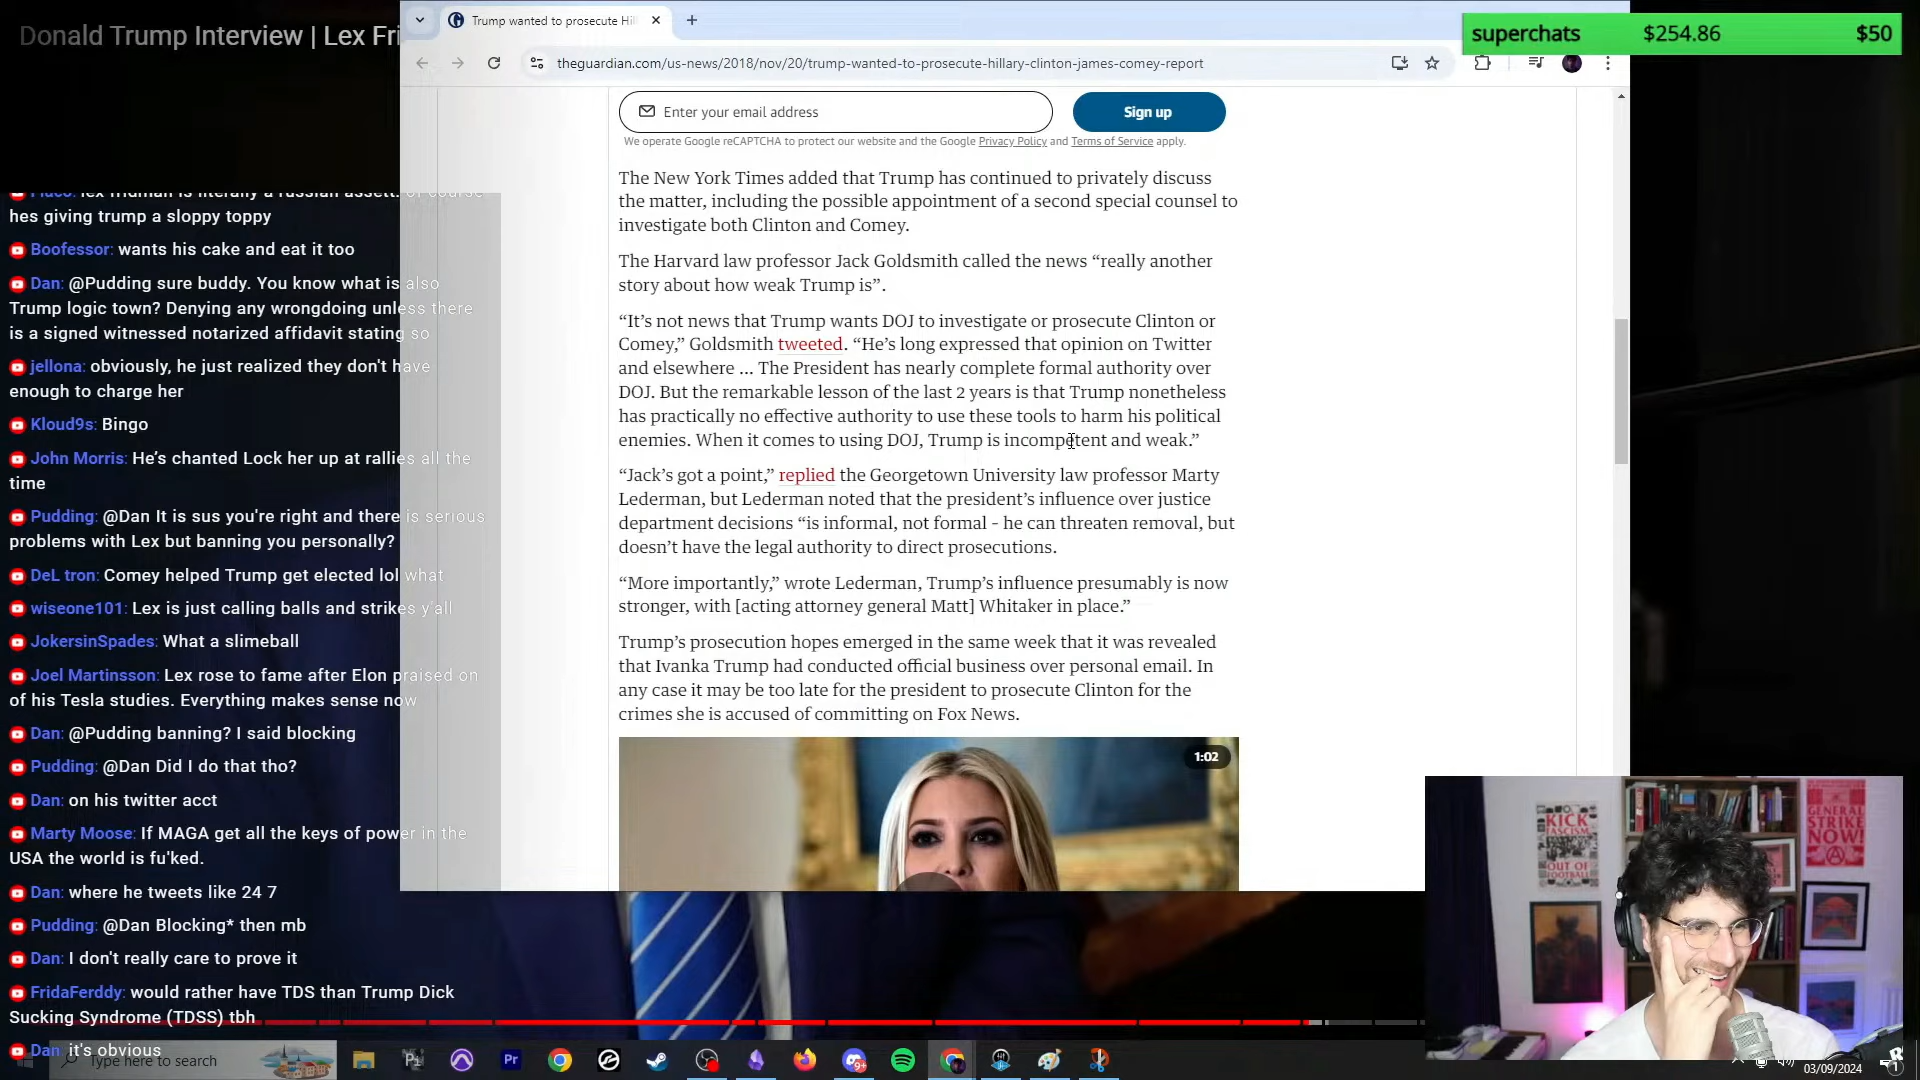 Donald Trump Interview | Lex Fri
Trump wanted to prosecute Hil
superchats $254.86 $50
theguardian.com/us-news/2018/nov/20/trump-wanted-to-prosecute-hillary-clinton-james-comey-report
Enter your email address
Sign up
We operate Google reCAPTCHA to protect our website and the Google Privacy Policy and Terms of Service apply.
The New York Times added that Trump has continued to privately discuss
the matter, including the possible appointment of a second special counsel to
investigate both Clinton and Comey.
The Harvard law professor Jack Goldsmith called the news “really another
story about how weak Trump is”.
“It’s not news that Trump wants DOJ to investigate or prosecute Clinton or
Comey,” Goldsmith tweeted. “He’s long expressed that opinion on Twitter
and elsewhere ... The President has nearly complete formal authority over
DOJ. But the remarkable lesson of the last 2 years is that Trump nonetheless
has practically no effective authority to use these tools to harm his political
enemies. When it comes to using DOJ, Trump is incompetent and weak.”
“Jack’s got a point,” replied the Georgetown University law professor Marty
Lederman, but Lederman noted that the president’s influence over justice
department decisions “is informal, not formal - he can threaten removal, but
doesn’t have the legal authority to direct prosecutions.
“More importantly,” wrote Lederman, Trump’s influence presumably is now
stronger, with [acting attorney general Matt] Whitaker in place.”
Trump’s prosecution hopes emerged in the same week that it was revealed
that Ivanka Trump had conducted official business over personal email. In
any case it may be too late for the president to prosecute Clinton for the
crimes she is accused of committing on Fox News.
1:02
lex fridman is literally a russian asset. of course
hes giving trump a sloppy toppy
Boofessor: wants his cake and eat it too
Dan: @Pudding sure buddy. You know what is also
Trump logic town? Denying any wrongdoing unless there
is a signed witnessed notarized affidavit stating so
jellona: obviously, he just realized they don't have
enough to charge her
Kloud9s: Bingo
John Morris: He’s chanted Lock her up at rallies all the
time
Pudding: @Dan It is sus you're right and there is serious
problems with Lex but banning you personally?
DeL tron: Comey helped Trump get elected lol what
wiseone101: Lex is just calling balls and strikes y'all
JokersinSpades: What a slimeball
Joel Martinsson: Lex rose to fame after Elon praised on
of his Tesla studies. Everything makes sense now
Dan: @Pudding banning? I said blocking
Pudding: @Dan Did I do that tho?
Dan: on his twitter acct
Marty Moose: If MAGA get all the keys of power in the
USA the world is fu'ked.
Dan: where he tweets like 24 7
Pudding: @Dan Blocking* then mb
Dan: I don't really care to prove it
FridaFerddy: would rather have TDS than Trump Dick
Sucking Syndrome (TDSS) tbh
Dan it's obvious
Type here to search
KICK
FASCISM
OUT OF
FOOTBALL
GENERAL
STRIKE
NOW!
Pr
9+
03/09/2024